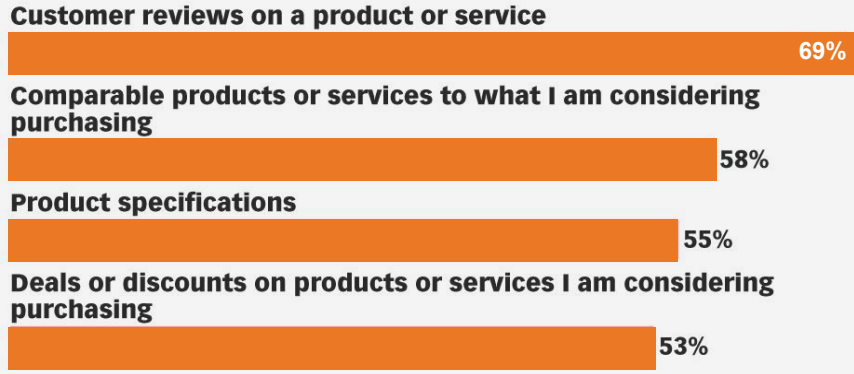 Customer reviews on a product or service
69%
Comparable products or services to what I am considering
purchasing
58%
Product specifications
55%
Deals or discounts on products or services I am considering
purchasing
53%